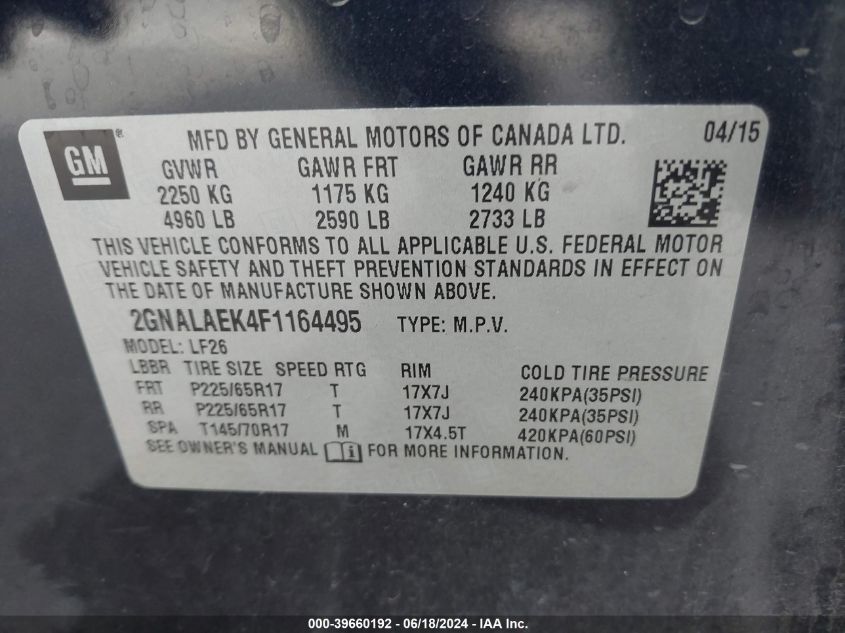 GM ®
MFD BY GENERAL MOTORS OF CANADA LTD. 04/15
GVWR GAWR FRT GAWR RR
2250 KG 1175 KG 1240 KG
4960 LB 2590 LB 2733 LB
THIS VEHICLE CONFORMS TO ALL APPLICABLE U.S. FEDERAL MOTOR
VEHICLE SAFETY AND THEFT PREVENTION STANDARDS IN EFFECT ON
THE DATE OF MANUFACTURE SHOWN ABOVE.
2GNALAEK4F1164495 TYPE: M.P.V.
MODEL: LF26
LBBR TIRE SIZE SPEED RTG RIM COLD TIRE PRESSURE
FRT P225/65R17 T 17X7J 240KPA(35PSI)
RR P225/65R17 T 17X7J 240KPA(35PSI)
SPA T145/70R17 M 17X4.5T 420KPA(60PSI)
SEE OWNER'S MANUAL FOR MORE INFORMATION.
000-39660192 - 06/18/2024 - IAA Inc.